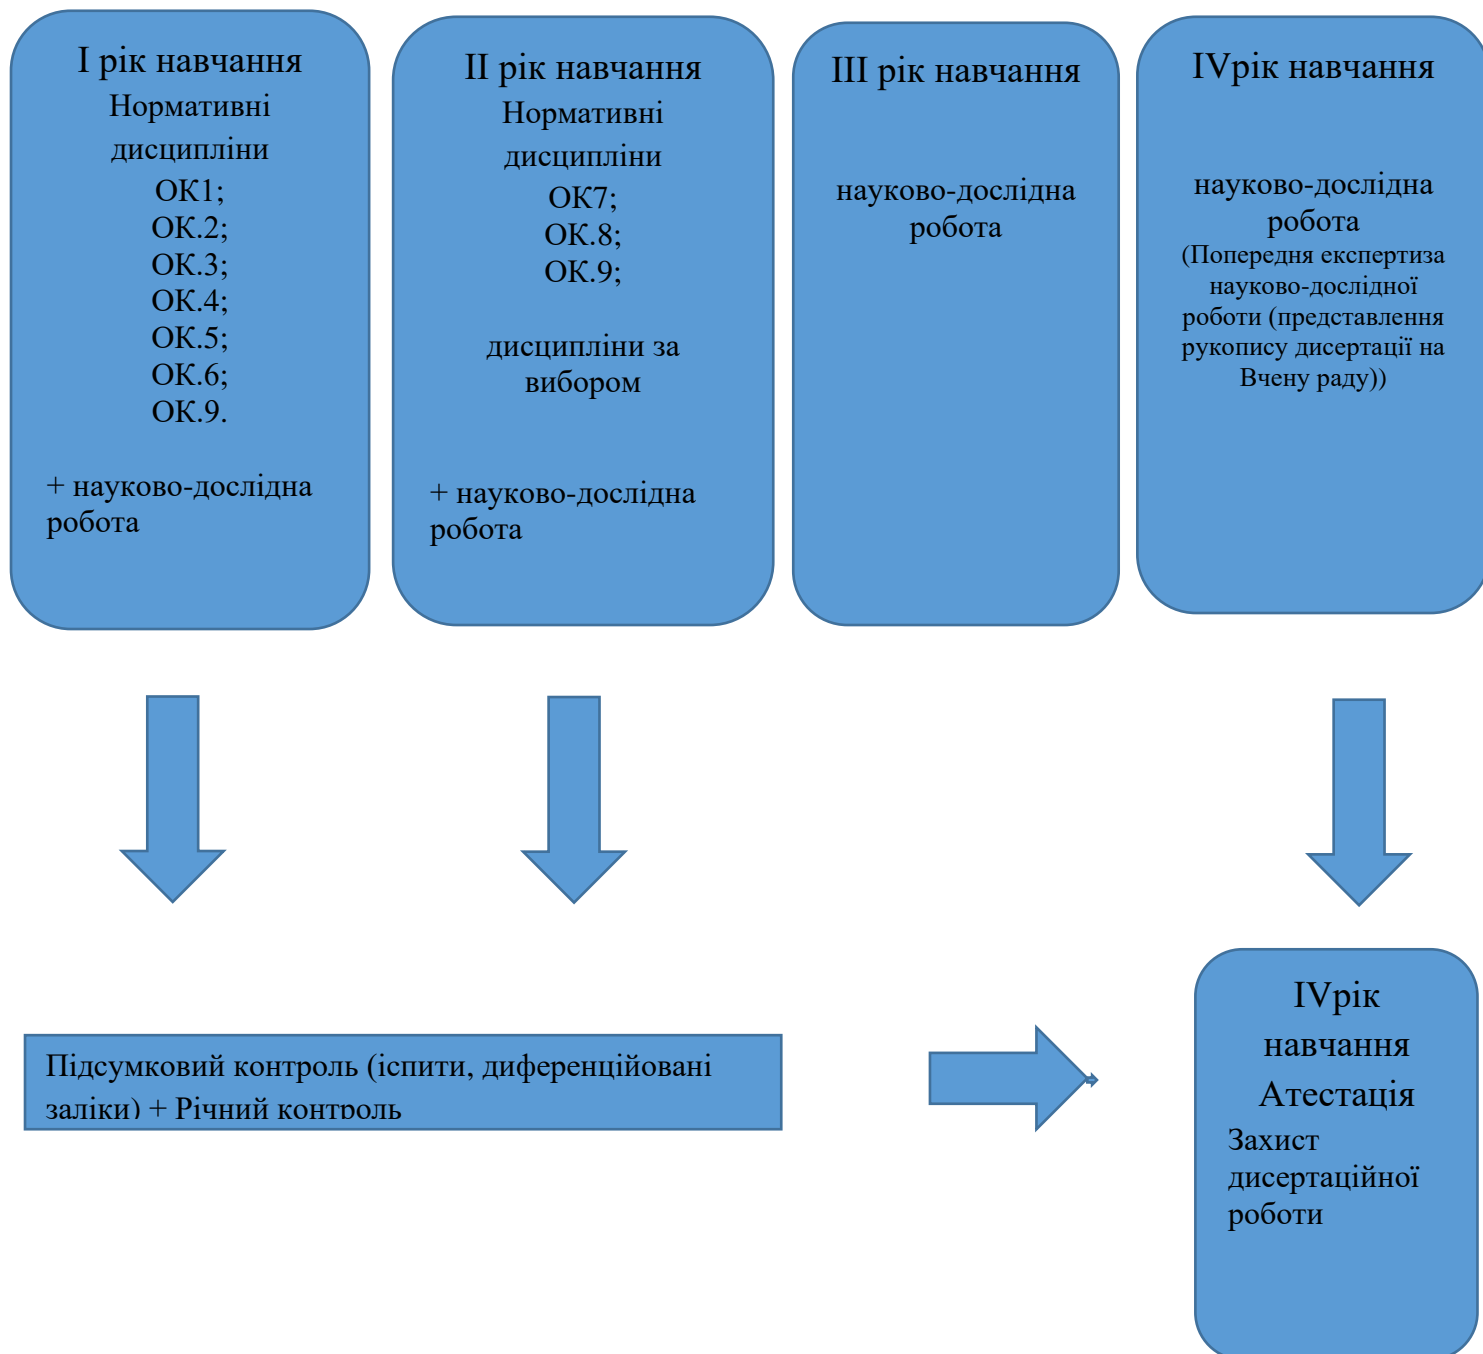 І рік навчання
Нормативні
дисципліни
ОК1;
ОК.2;
ОК.3;
ОК.4;
ОК.5;
ОК.6;
ОК.9.
+ науково-дослідна
робота
ІІ рік навчання
Нормативні
дисципліни
ОК7;
ОК.8;
ОК.9;
дисципліни за
вибором
+ науково-дослідна
робота
ІІІ рік навчання
науково-дослідна
робота
IVрік навчання
науково-дослідна
робота
(Попередня експертиза
науково-дослідної
роботи (представлення
рукопису дисертації на
Вчену раду))
Підсумковий контроль (іспити, диференційовані
заліки) + Річний контроль
IVрік
навчання
Атестація
Захист
дисертаційної
роботи